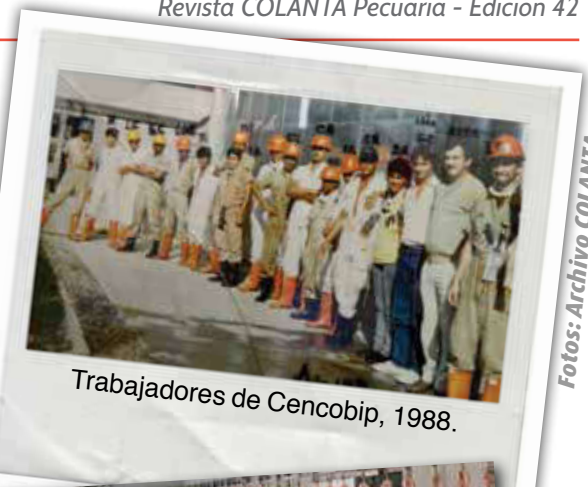 Revista COLANTA Pecuaria - Edición 42
Trabajadores de Cencobip, 1988.
Fotos: Archivo COLANTA